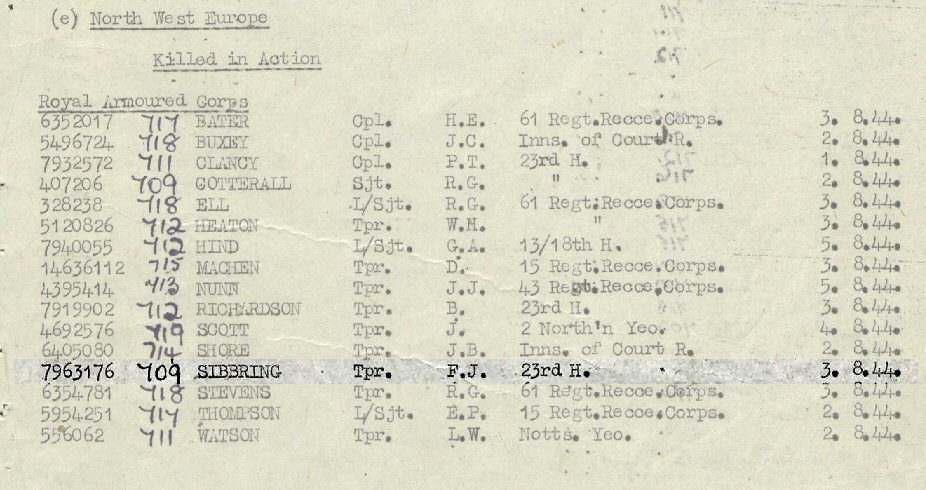 (e) North West Europe
Killed in Action
Royal Armoured Corps
6352017 717 BATER Cpl. H.E. 61 Regt.Recce.Corps. 3. 8.44.
5496724 718 BUXEY Cpl. J.C. Inns. of Court R. 2. 8.44.
7932572 711 CLANCY Cpl. P.T. 23rd H. 1. 8.44.
407206 709 COTTERALL Sjt. R.G. " 2. 8.44.
328238 718 ELL L/Sjt. R.G. 61 Regt.Recce.Corps. 3. 8.44.
5120826 712 HEATON Tpr. W.H. " 3. 8.44.
7940055 712 HIND L/Sjt. G.A. 13/18th H. 5. 8.44.
14636112 715 MACHEN Tpr. D. 15 Regt.Recce.Corps. 3. 8.44.
4395414 713 NUNN Tpr. J.J. 43 Regt.Recce.Corps. 5. 8.44.
7919902 712 RICHARDSON Tpr. B. 23rd H. 3. 8.44.
4692576 719 SCOTT Tpr. J. 2 North'n Yeo. 4. 8.44.
6405080 714 SHORE Tpr. J.B. Inns. of Court R. 2. 8.44.
7963176 709 SIBBRING Tpr. F.J. 23rd H. 3. 8.44.
6354781 718 STEVENS Tpr. R.G. 61 Regt.Recce.Corps. 3. 8.44.
5954251 717 THOMPSON L/Sjt. E.P. 15 Regt.Recce.Corps. 2. 8.44.
556062 711 WATSON Tpr. L.W. Notts. Yeo. 2. 8.44.